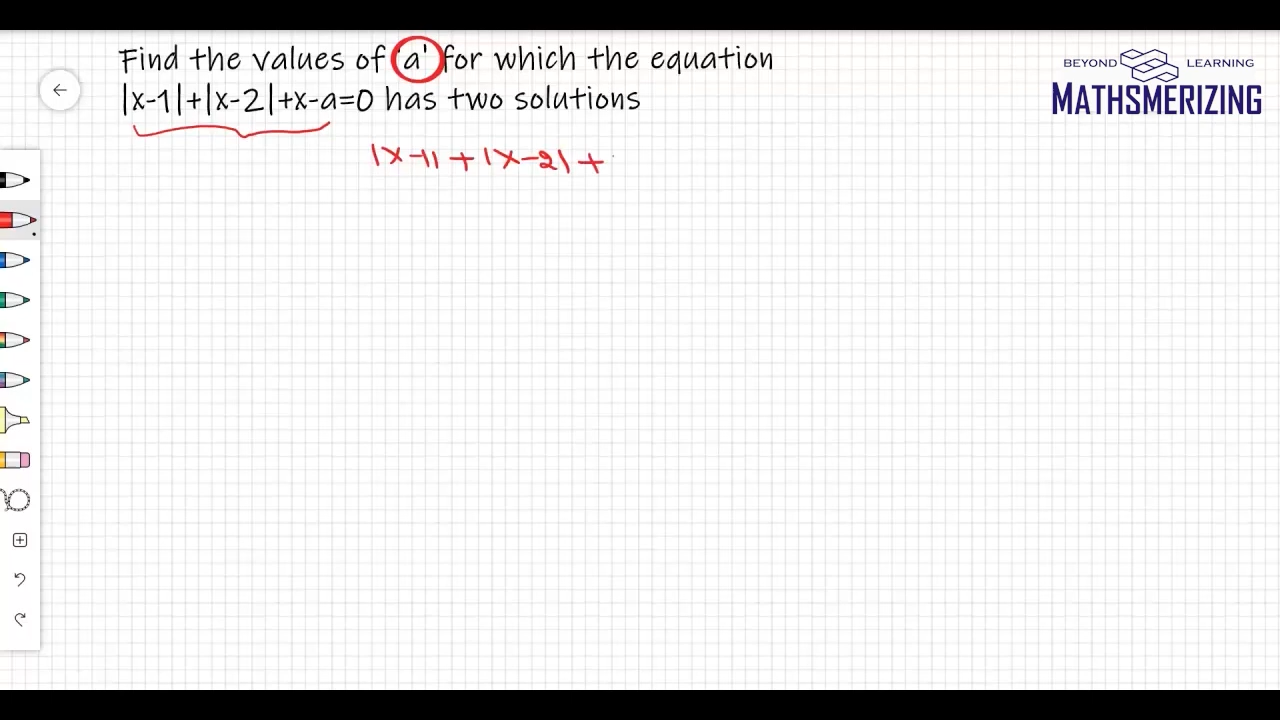 Find the values of 'a' for which the equation
|x-1|+|x-2|+x-a=0 has two solutions
|x-1| + |x-2| +
BEYOND LEARNING
MATHSMERIZING